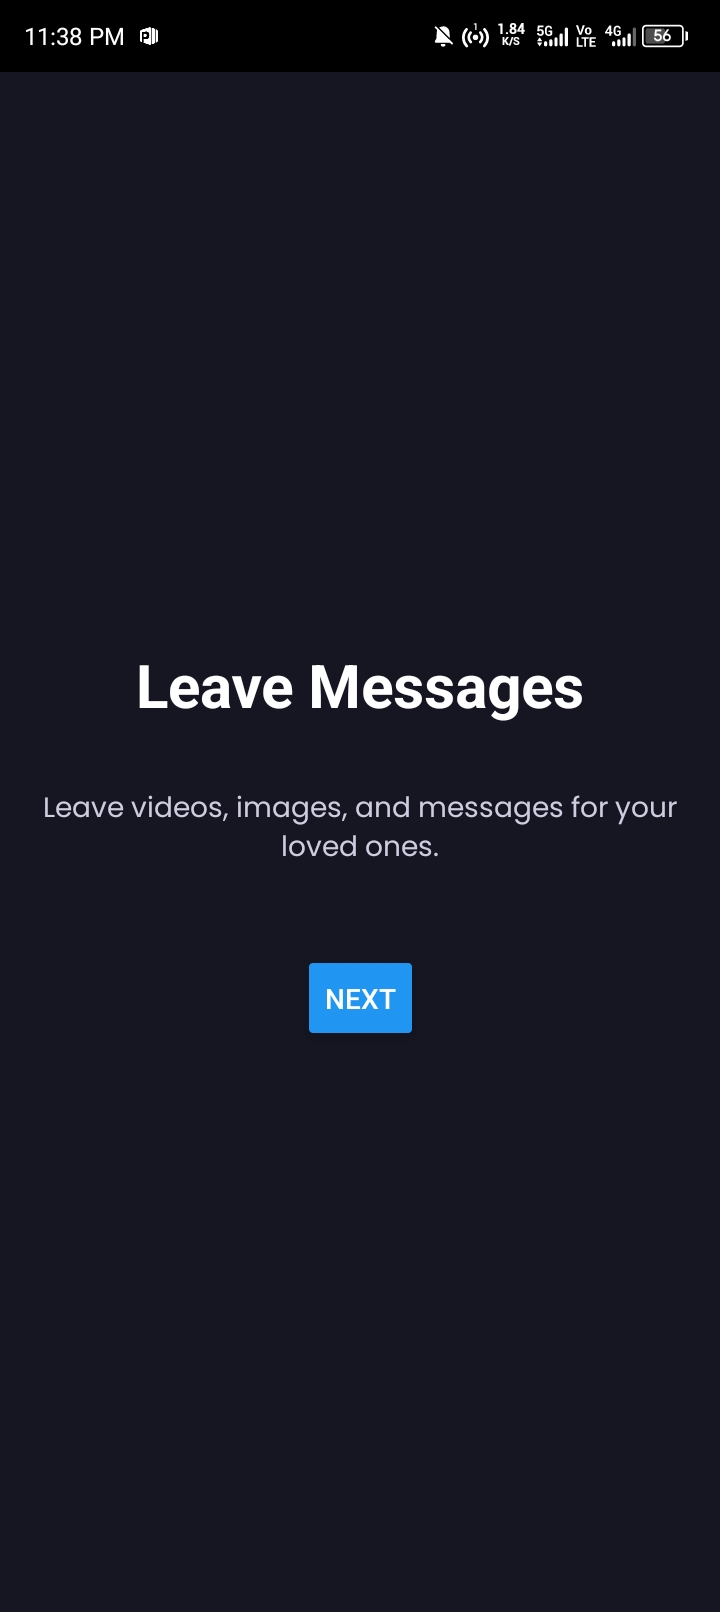 11:38 PM
1
1.84
K/S
5G
Vo
LTE
4G
56
Leave Messages
Leave videos, images, and messages for your
loved ones.
NEXT